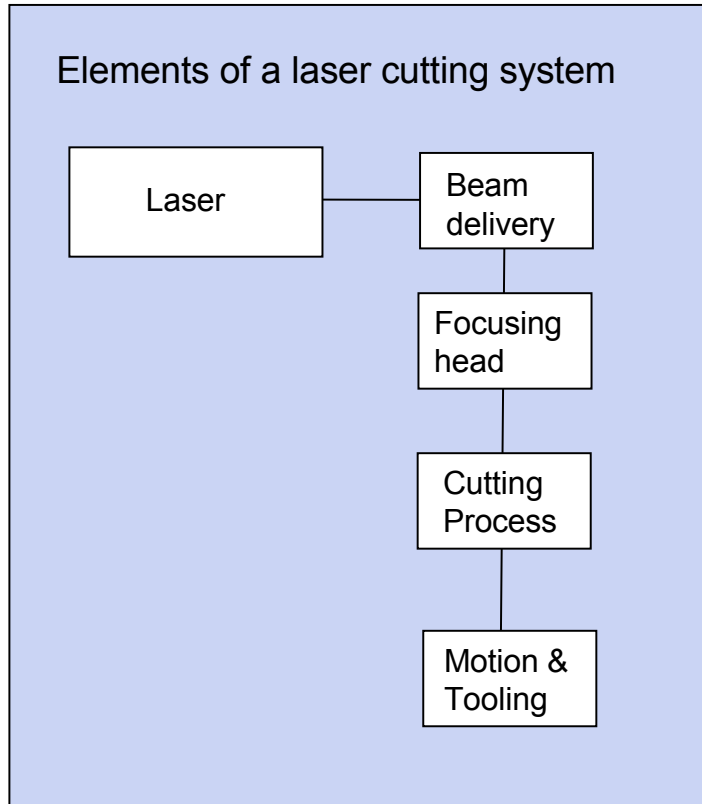 Elements of a laser cutting system
Laser
Beam
delivery
Focusing
head
Cutting
Process
Motion &
Tooling